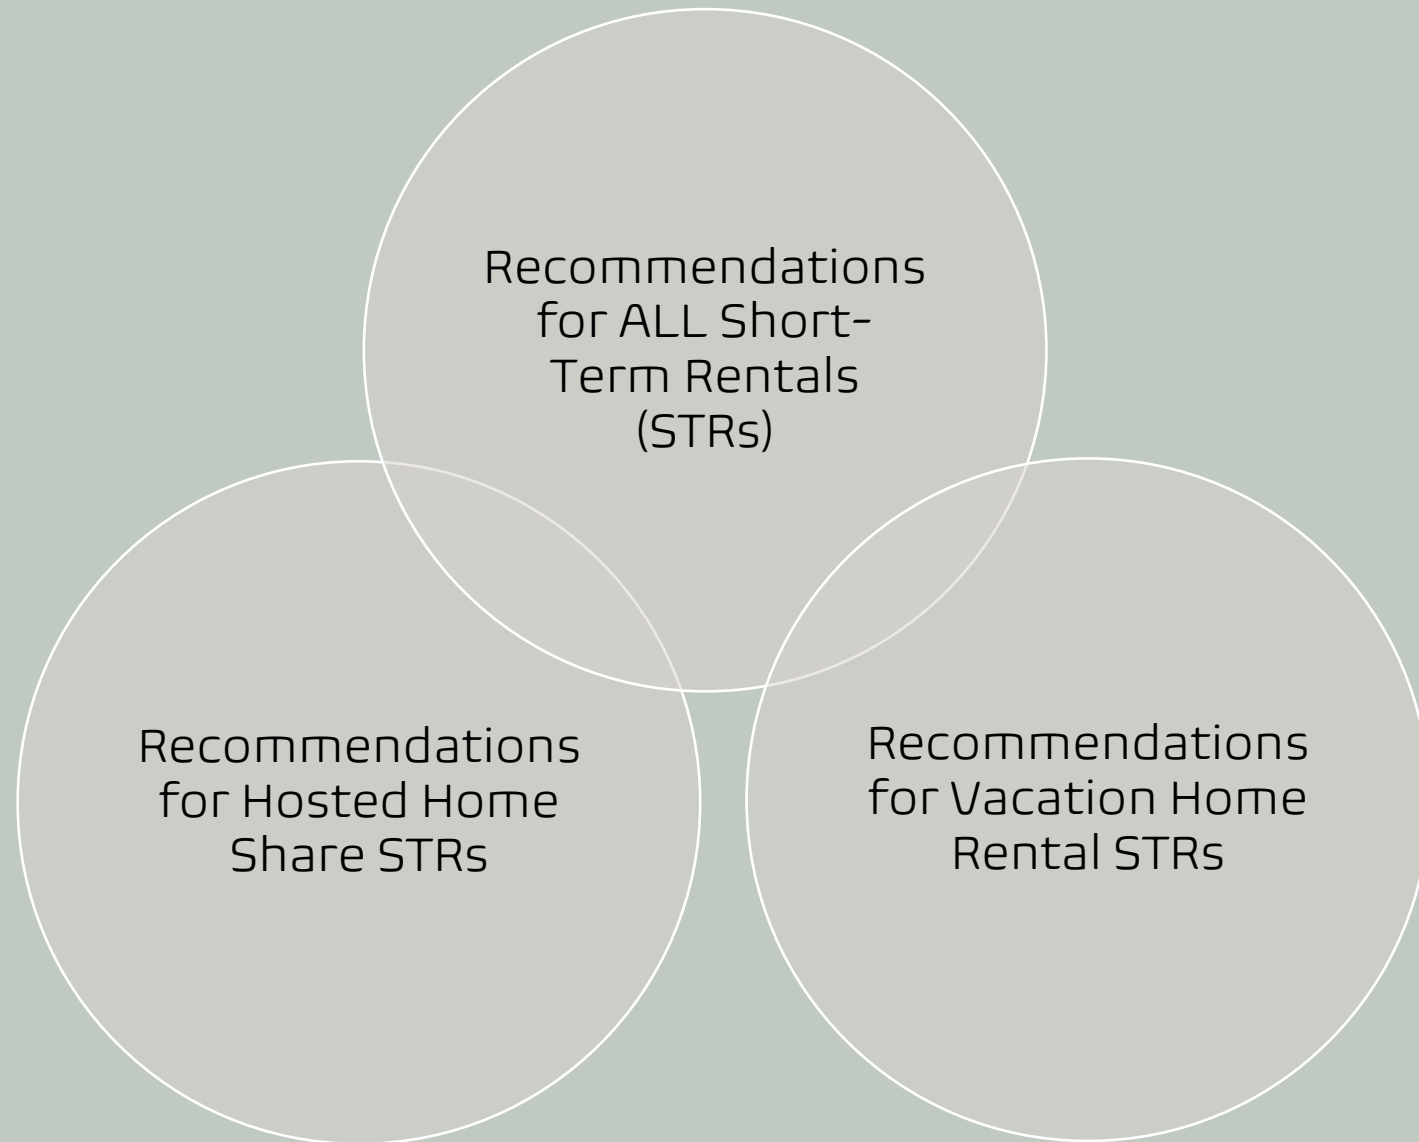 Recommendations
for ALL Short-
Term Rentals
(STRs)
Recommendations
for Hosted Home
Share STRs
Recommendations
for Vacation Home
Rental STRs